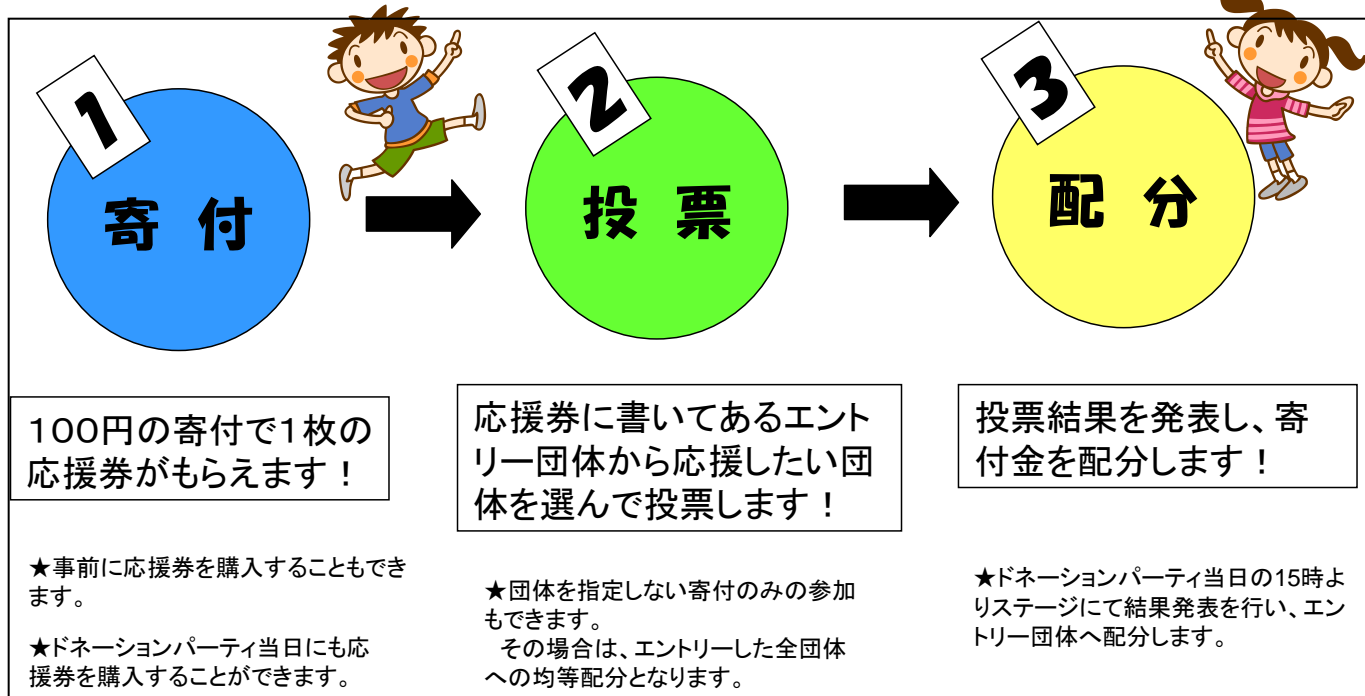 1
寄 付
2
投 票
3
配 分
100円の寄付で1枚の
応援券がもらえます！
★事前に応援券を購入することもでき
ます。
★ドネーションパーティ当日にも応
援券を購入することができます。
応援券に書いてあるエント
リー団体から応援したい団
体を選んで投票します！
★団体を指定しない寄付のみの参加
もできます。
その場合は、エントリーした全団体
への均等配分となります。
投票結果を発表し、寄
付金を配分します！
★ドネーションパーティ当日の15時よ
りステージにて結果発表を行い、エン
トリー団体へ配分します。